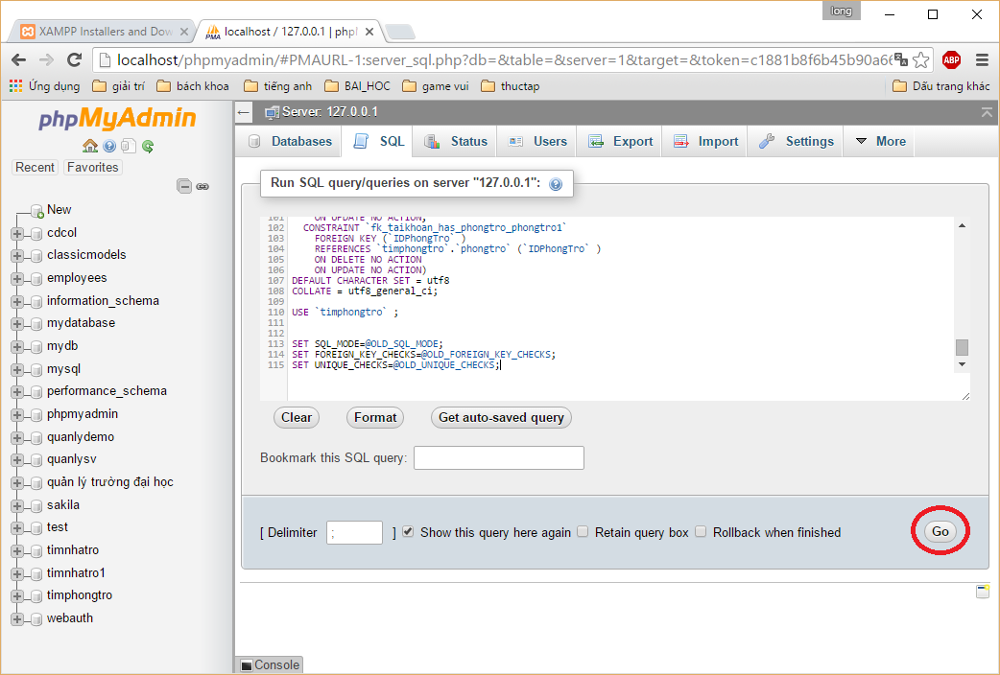 long
XAMPP Installers and Dow
localhost / 127.0.0.1 | phpl
localhost/phpmyadmin/#PMAURL-1:server_sql.php?db=&table=&server=1&target=&token=c1881b8f6b45b90a66
ABP
Ứng dụng
giải trí
bách khoa
tiếng anh
BAI_HOC
game vui
thuctap
Dấu trang khác
phpMyAdmin
Recent
Favorites
New
cdcol
classicmodels
employees
information_schema
mydatabase
mydb
mysql
performance_schema
phpmyadmin
quanlydemo
quanlysv
quản lý trường đại học
sakila
test
timnhatro
timnhatro1
timphongtro
webauth
Server: 127.0.0.1
Databases
SQL
Status
Users
Export
Import
Settings
More
Run SQL query/queries on server "127.0.0.1":
101 ON UPDATE NO ACTION,
102 CONSTRAINT `fk_taikhoan_has_phongtro_phongtro1`
103 FOREIGN KEY (`IDPhongTro` )
104 REFERENCES `timphongtro`.`phongtro` (`IDPhongTro` )
105 ON DELETE NO ACTION
106 ON UPDATE NO ACTION)
107 DEFAULT CHARACTER SET = utf8
108 COLLATE = utf8_general_ci;
109
110 USE `timphongtro` ;
111
112
113 SET SQL_MODE=@OLD_SQL_MODE;
114 SET FOREIGN_KEY_CHECKS=@OLD_FOREIGN_KEY_CHECKS;
115 SET UNIQUE_CHECKS=@OLD_UNIQUE_CHECKS;
Clear
Format
Get auto-saved query
Bookmark this SQL query:
[ Delimiter ; ] Show this query here again Retain query box Rollback when finished
Go
Console